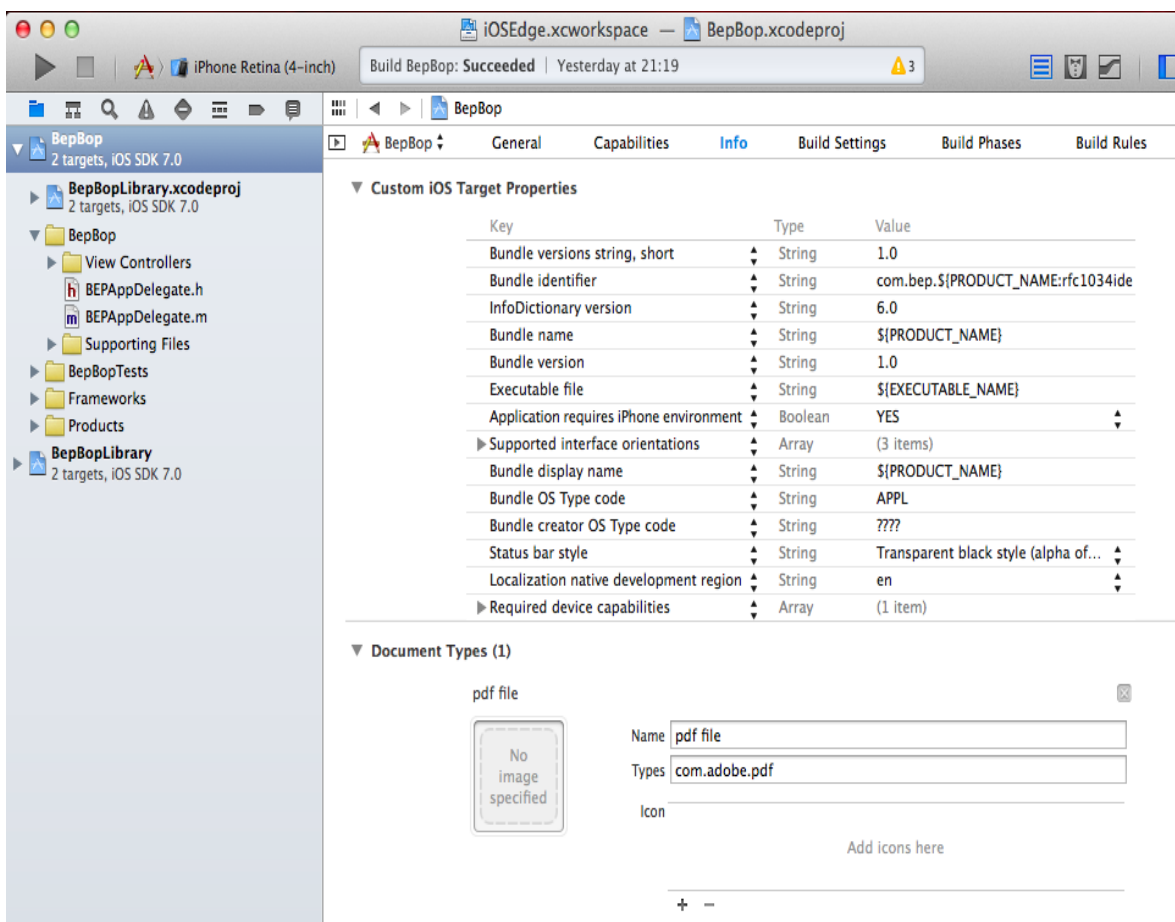 iOSEdge.xcworkspace — BepBop.xcodeproj
iPhone Retina (4-inch)
Build BepBop: Succeeded | Yesterday at 21:19
3
BepBop
2 targets, iOS SDK 7.0
BepBopLibrary.xcodeproj
2 targets, iOS SDK 7.0
BepBop
View Controllers
h BEPAppDelegate.h
m BEPAppDelegate.m
Supporting Files
BepBopTests
Frameworks
Products
BepBopLibrary
2 targets, iOS SDK 7.0
BepBop
BepBop General Capabilities Info Build Settings Build Phases Build Rules
Custom iOS Target Properties
Key Type Value
Bundle versions string, short String 1.0
Bundle identifier String com.bep.${PRODUCT_NAME:rfc1034ide
InfoDictionary version String 6.0
Bundle name String ${PRODUCT_NAME}
Bundle version String 1.0
Executable file String ${EXECUTABLE_NAME}
Application requires iPhone environment Boolean YES
Supported interface orientations Array (3 items)
Bundle display name String ${PRODUCT_NAME}
Bundle OS Type code String APPL
Bundle creator OS Type code String ????
Status bar style String Transparent black style (alpha of...
Localization native development region String en
Required device capabilities Array (1 item)
Document Types (1)
pdf file
No
image
specified
Name pdf file
Types com.adobe.pdf
Icon
Add icons here
+ −